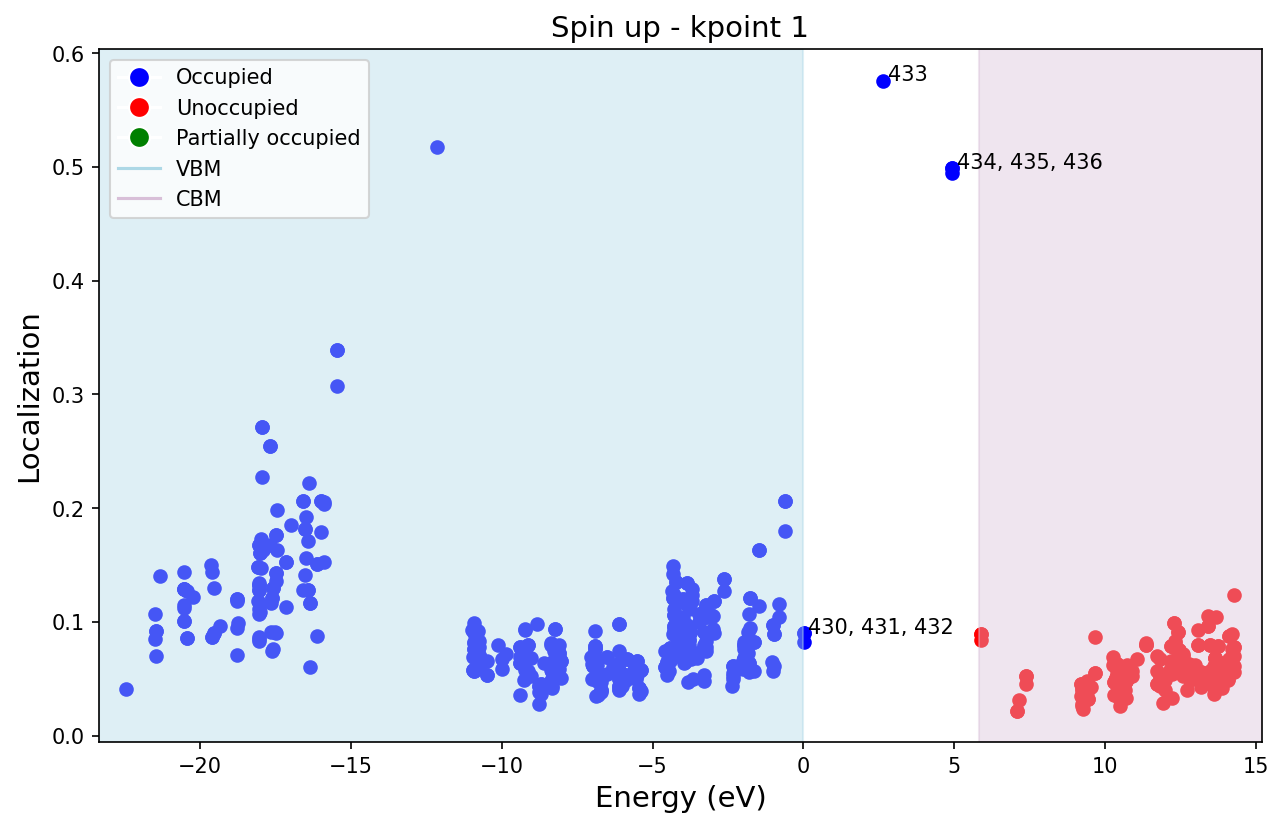 Spin up - kpoint 1
Localization
0.6
0.5
0.4
0.3
0.2
0.1
0.0
Occupied
Unoccupied
Partially occupied
VBM
CBM
433
434, 435, 436
430, 431, 432
−20
−15
−10
−5
0
5
10
15
Energy (eV)